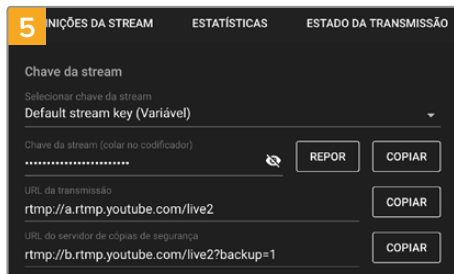 5
NIÇÕES DA STREAM ESTATÍSTICAS ESTADO DA TRANSMISSÃO
Chave da stream
Selecionar chave da stream
Default stream key (Variável)
Chave da stream (colar no codificador)
•••••••••••••••••••••••• REPOR COPIAR
URL da transmissão
rtmp://a.rtmp.youtube.com/live2 COPIAR
URL do servidor de cópias de segurança
rtmp://b.rtmp.youtube.com/live2?backup=1 COPIAR